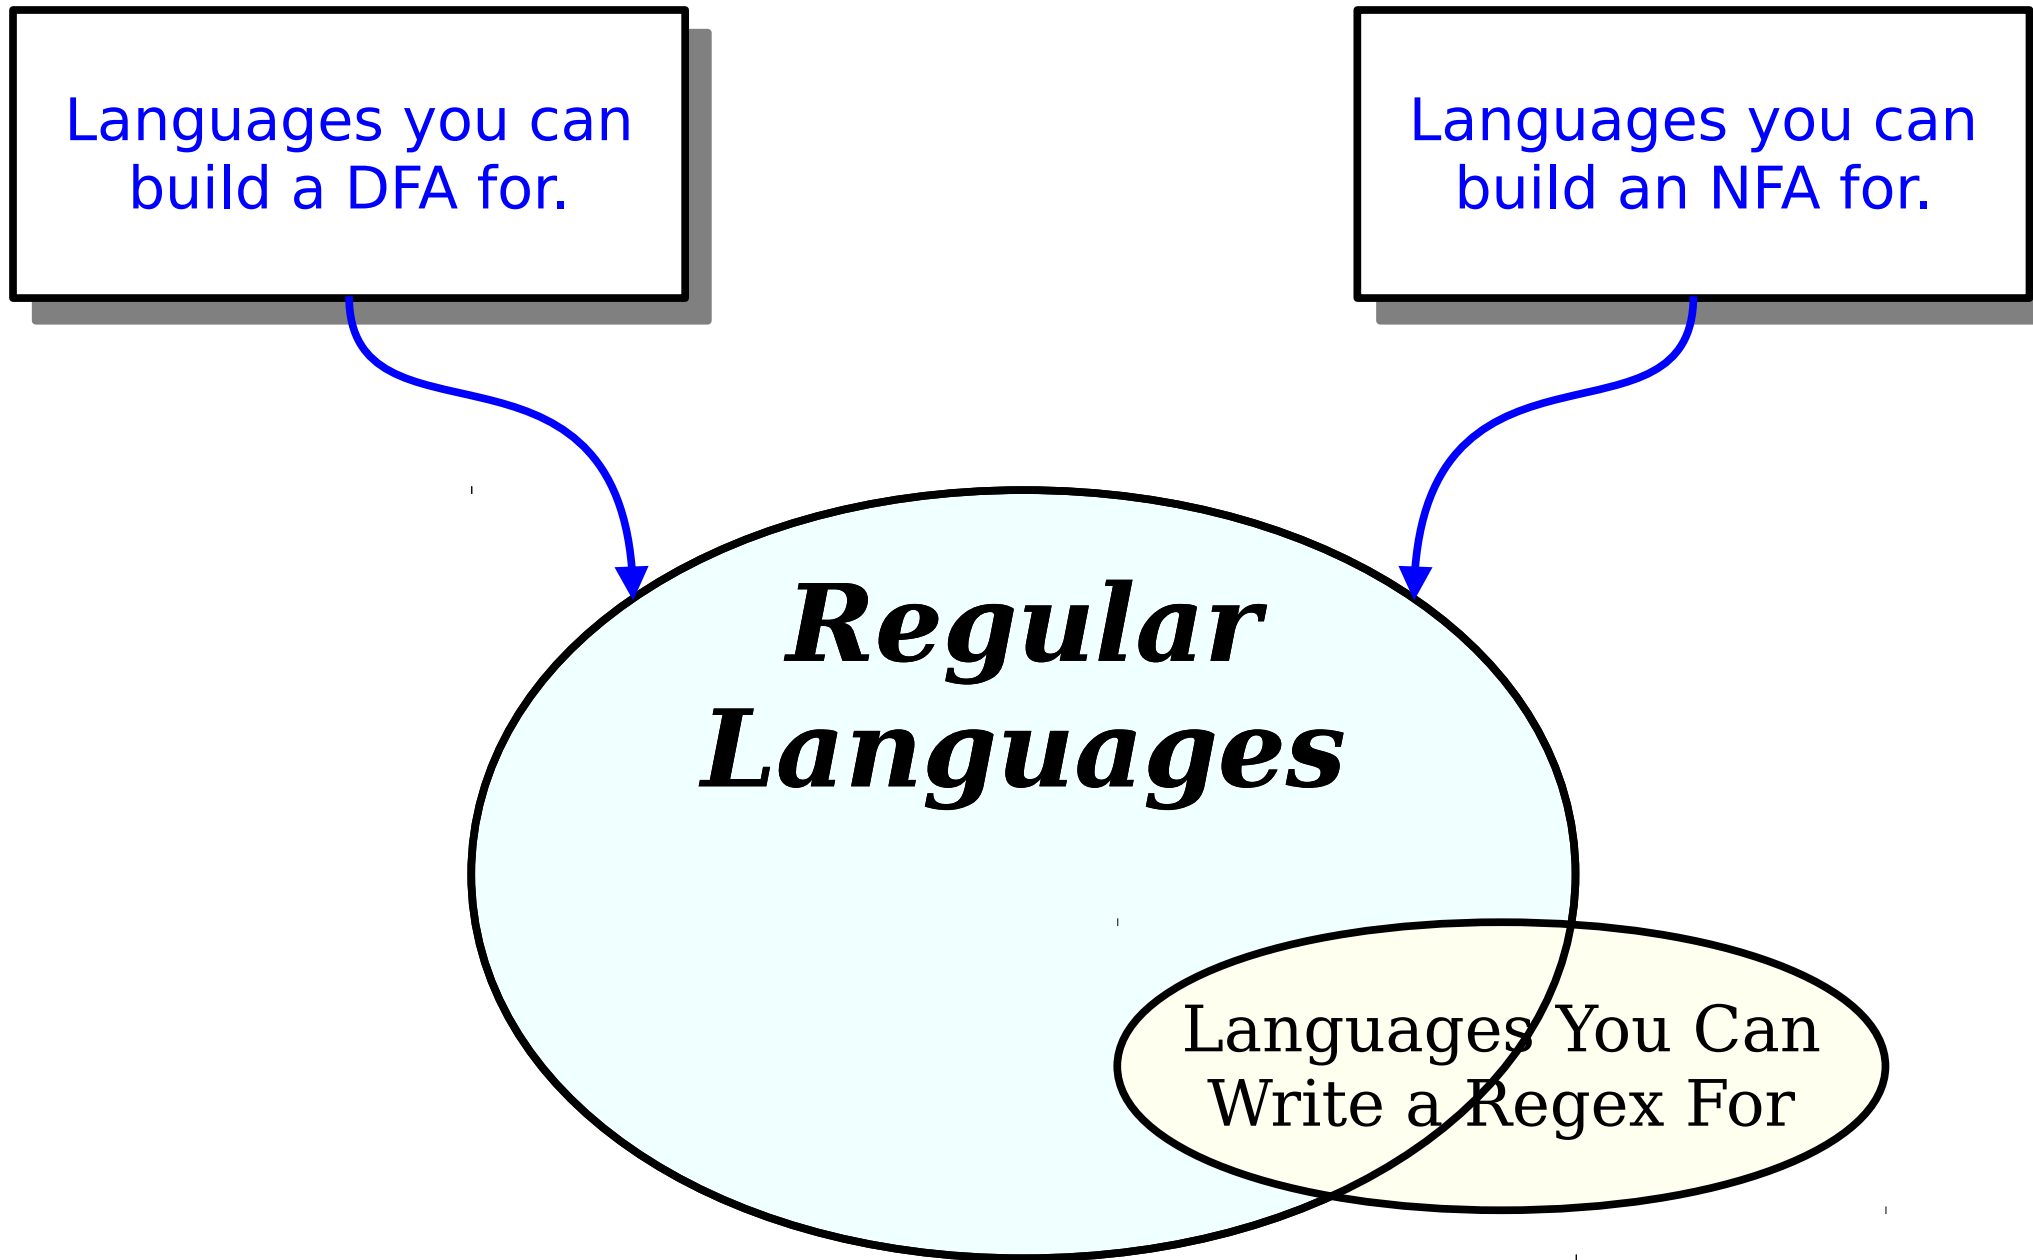 Languages you can
build a DFA for.
Languages you can
build an NFA for.
Regular
Languages
Languages You Can
Write a Regex For